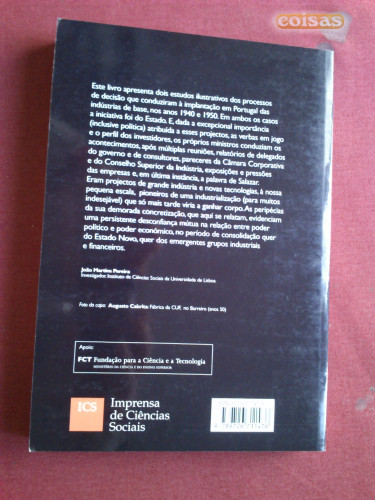 coisas
Este livro apresenta dois estudos ilustrativos dos processos
de decisão que conduziram à implantação em Portugal das
indústrias de base, nos anos 1940 e 1950. Em ambos os casos
a iniciativa foi do Estado. E, dada a excepcional importância
(inclusive política) atribuída a esses projectos, as verbas em jogo
e o perfil dos investidores, os próprios ministros conduziam os
acontecimentos, após múltiplas reuniões, relatórios de delegados
do governo e de consultores, pareceres da Câmara Corporativa
e do Conselho Superior da Indústria, exposições e pressões
das empresas e, em última instância, a palavra de Salazar.
Eram projectos de grande indústria e novas tecnologias, à nossa
pequena escala, pioneiros de uma industrialização (para muitos
indesejável) que só mais tarde viria a ganhar corpo. As peripécias
da sua demorada concretização, que aqui se relatam, evidenciam
uma persistente desconfiança mútua na relação entre poder
político e poder económico, no período de consolidação quer
do Estado Novo, quer dos emergentes grupos industriais
e financeiros.
João Martins Pereira
Investigador. Instituto de Ciências Sociais da Universidade de Lisboa
Foto da capa: Augusto Cabrita: Fábrica da CUF, no Barreiro (anos 50)
Apoio:
FCT Fundação para a Ciência e a Tecnologia
MINISTÉRIO DA CIÊNCIA E DO ENSINO SUPERIOR
ICS
Imprensa
de Ciências
Sociais